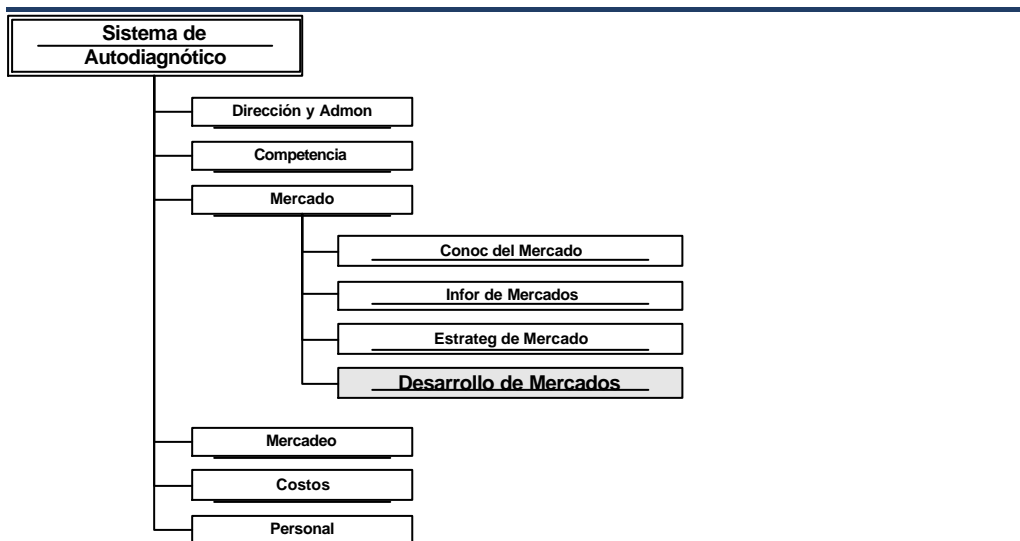 Sistema de
Autodiagnótico
Dirección y Admon
Competencia
Mercado
Conoc del Mercado
Infor de Mercados
Estrateg de Mercado
Desarrollo de Mercados
Mercadeo
Costos
Personal